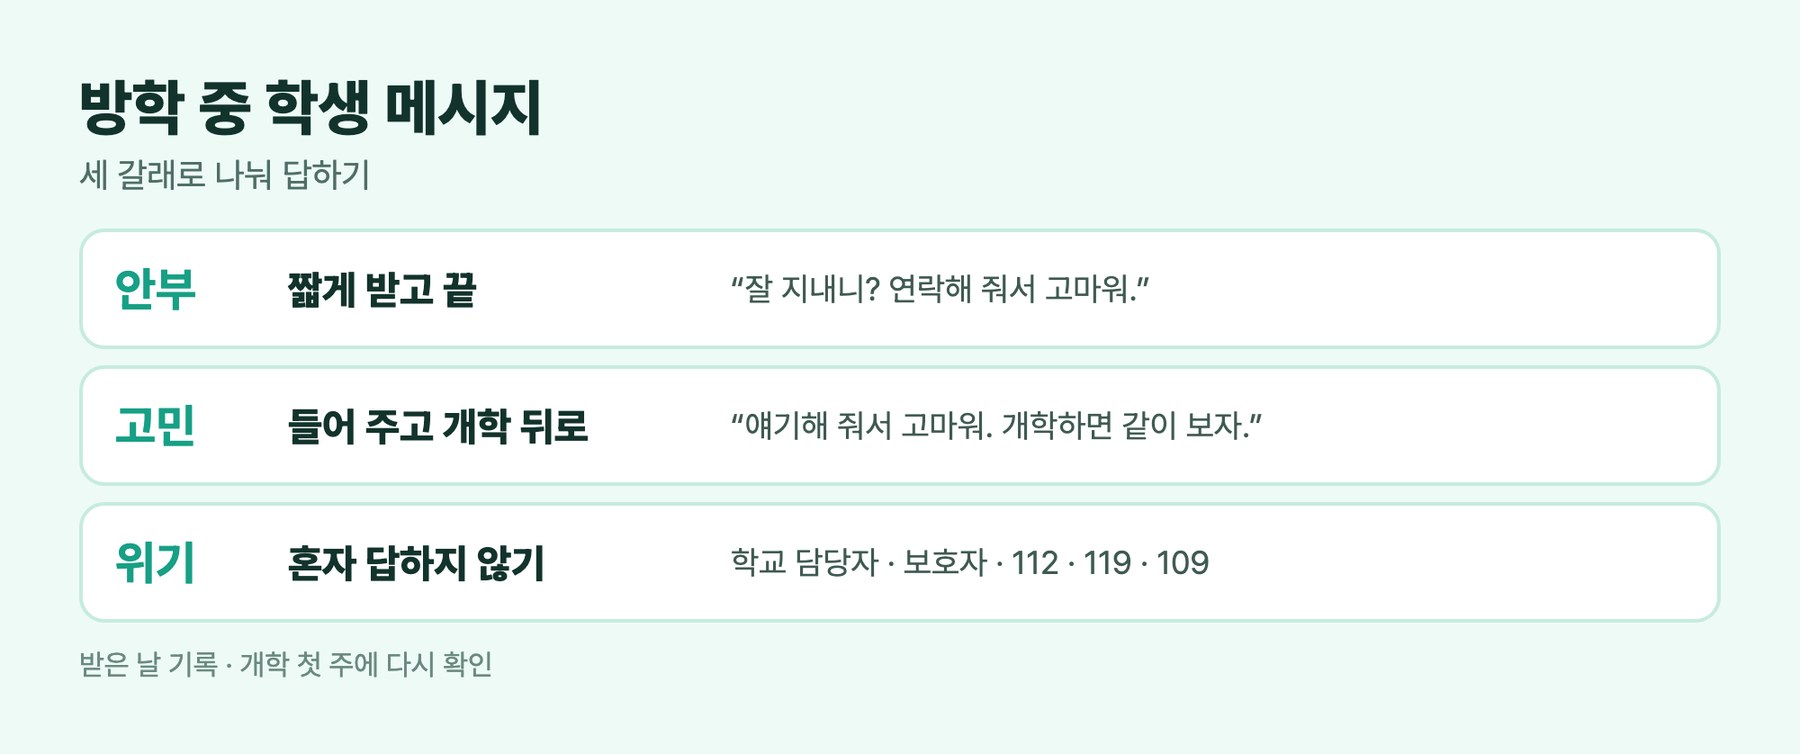 방학 중 학생 메시지
세 갈래로 나눠 답하기
안부 짧게 받고 끝 “잘 지내니? 연락해 줘서 고마워.”
고민 들어 주고 개학 뒤로 “얘기해 줘서 고마워. 개학하면 같이 보자.”
위기 혼자 답하지 않기 학교 담당자 · 보호자 · 112 · 119 · 109
받은 날 기록 · 개학 첫 주에 다시 확인